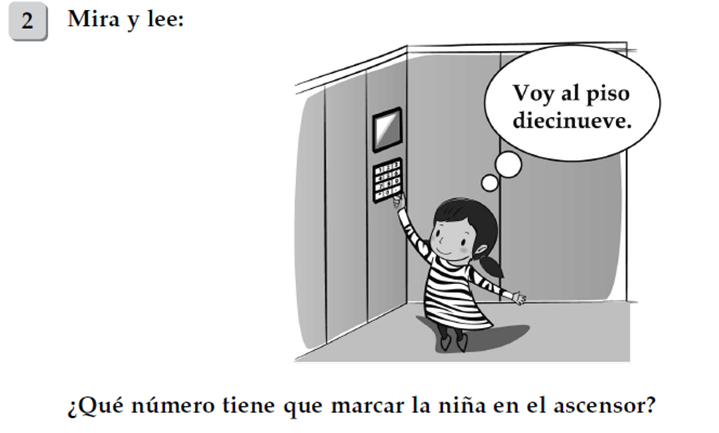 2 Mira y lee:
Voy al piso
diecinueve.
¿Qué número tiene que marcar la niña en el ascensor?